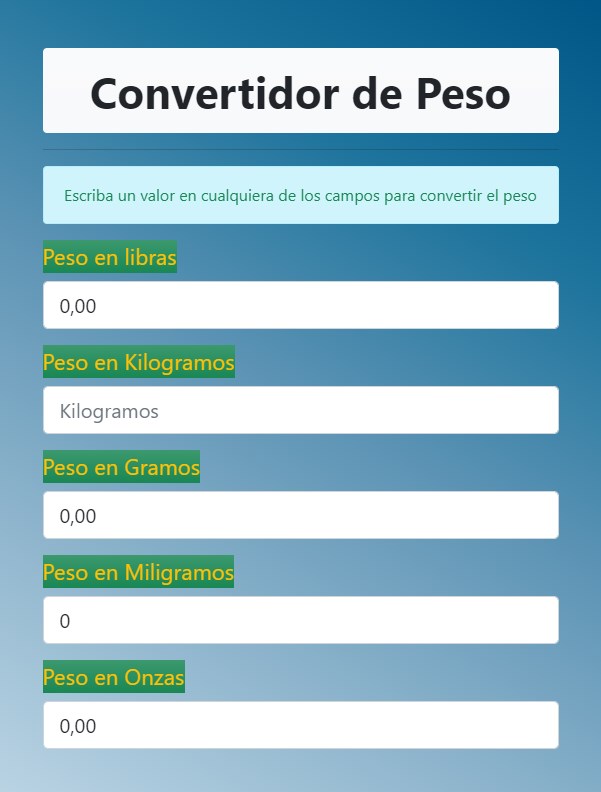 Convertidor de Peso
Escriba un valor en cualquiera de los campos para convertir el peso
Peso en libras
0,00
Peso en Kilogramos
Kilogramos
Peso en Gramos
0,00
Peso en Miligramos
0
Peso en Onzas
0,00